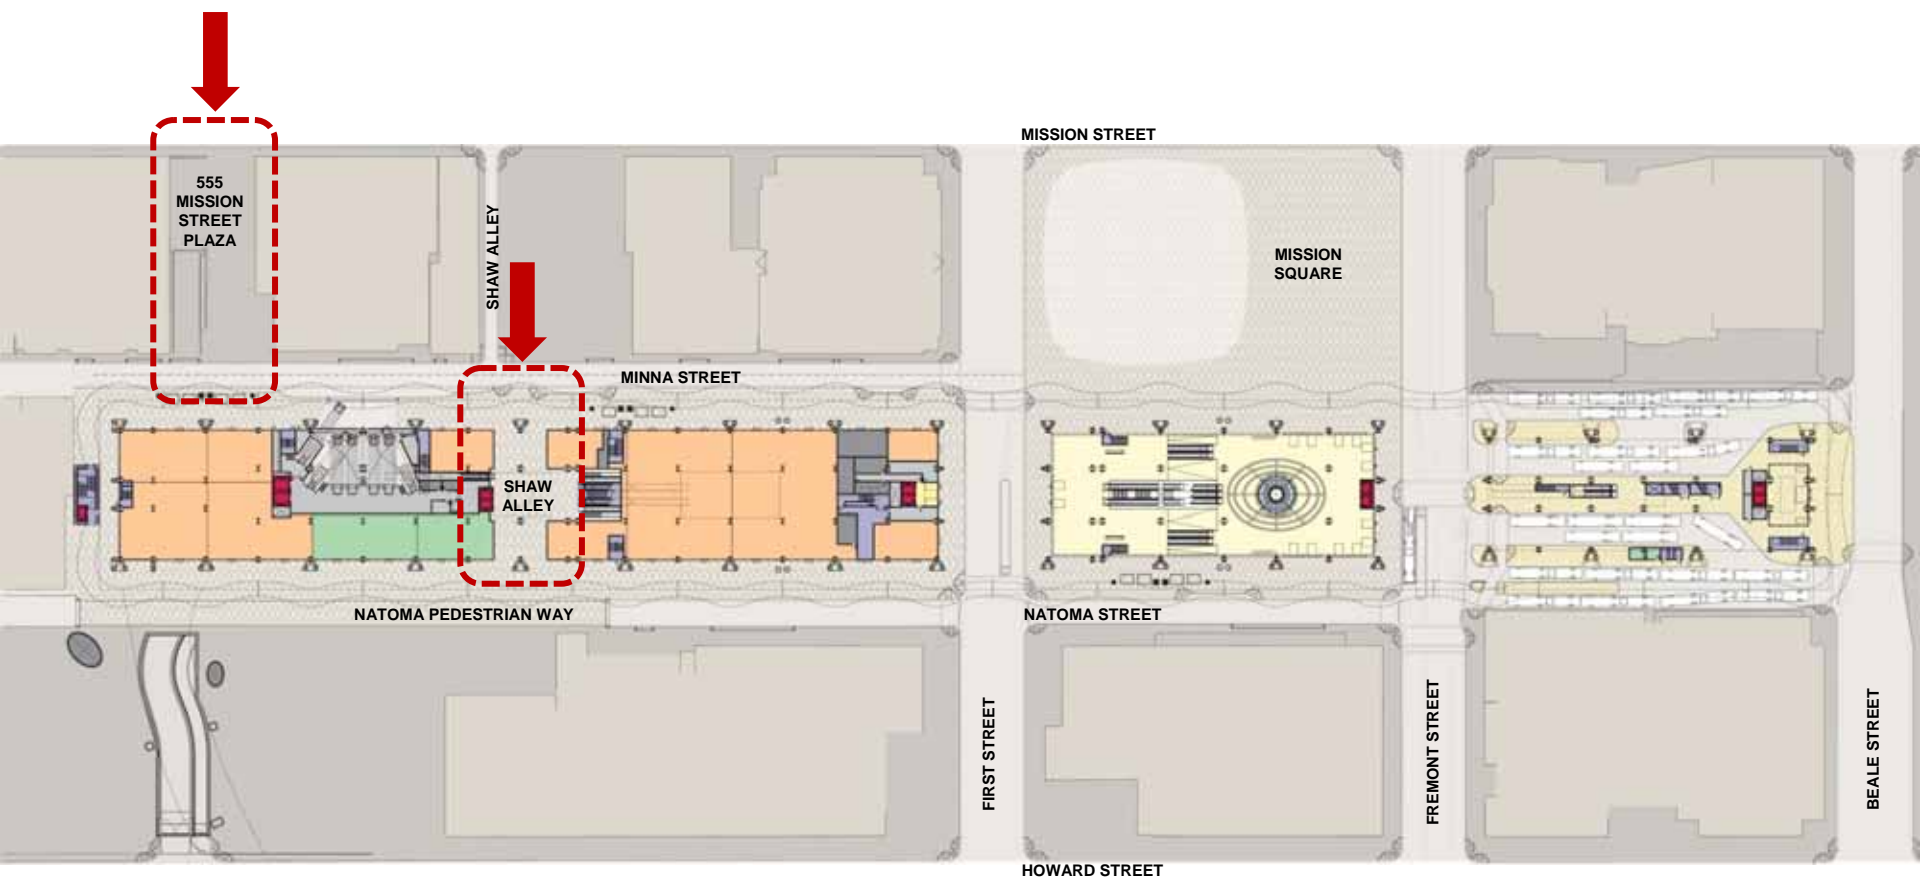 MISSION STREET
555
MISSION
STREET
PLAZA
SHAW ALLEY
MISSION
SQUARE
MINNA STREET
SHAW
ALLEY
NATOMA PEDESTRIAN WAY
NATOMA STREET
FIRST STREET
FREMONT STREET
BEALE STREET
HOWARD STREET